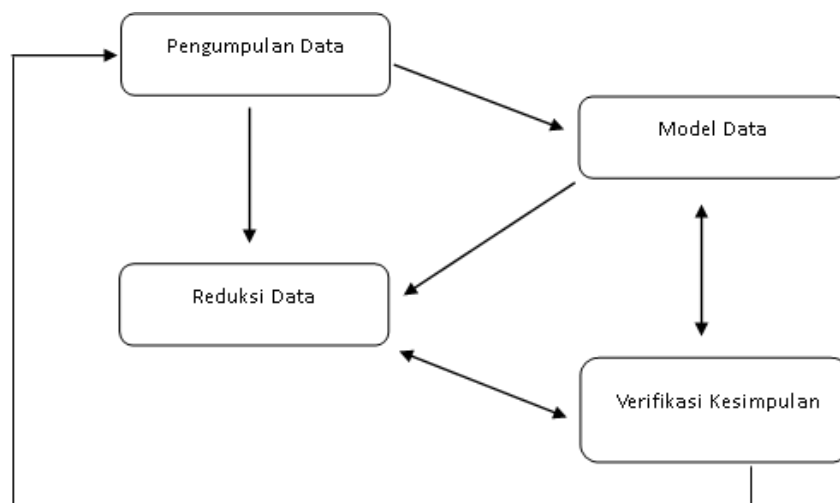 Pengumpulan Data
Model Data
Reduksi Data
Verifikasi Kesimpulan